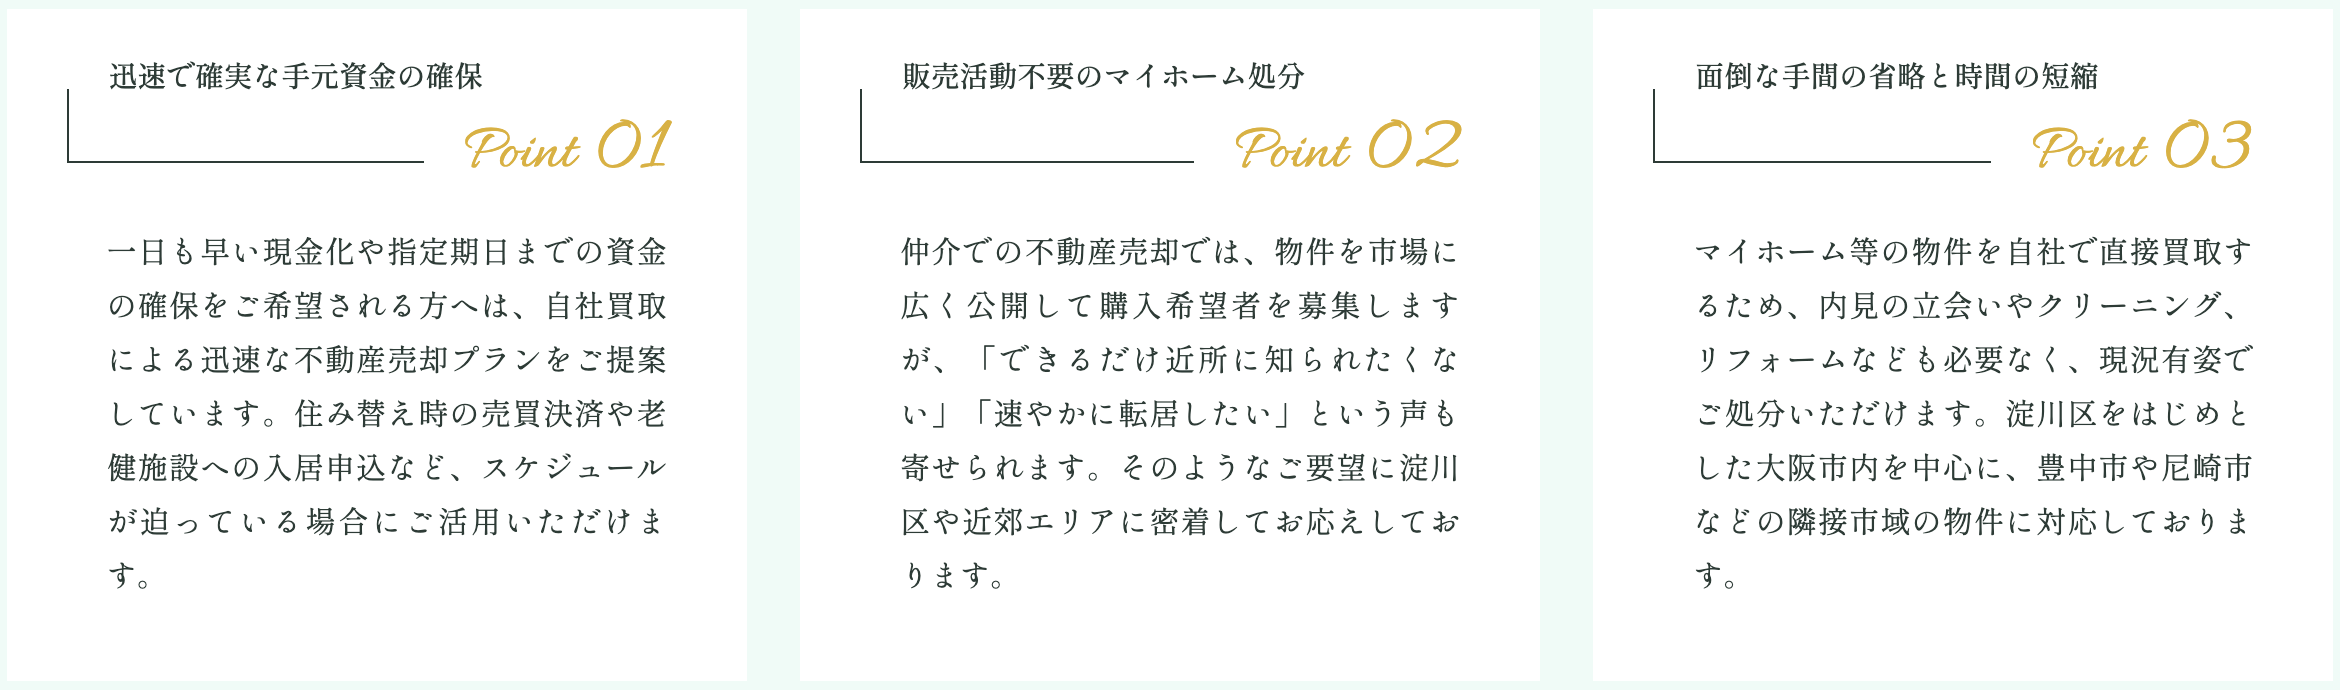 迅速で確実な手元資金の確保
Point 01
一日も早い現金化や指定期日までの資金
の確保をご希望される方へは、自社買取
による迅速な不動産売却プランをご提案
しています。住み替え時の売買決済や老
健施設への入居申込など、スケジュール
が迫っている場合にご活用いただけま
す。
販売活動不要のマイホーム処分
Point 02
仲介での不動産売却では、物件を市場に
広く公開して購入希望者を募集します
が、「できるだけ近所に知られたくな
い」「速やかに転居したい」という声も
寄せられます。そのようなご要望に淀川
区や近郊エリアに密着してお応えしてお
ります。
面倒な手間の省略と時間の短縮
Point 03
マイホーム等の物件を自社で直接買取す
るため、内見の立会いやクリーニング、
リフォームなども必要なく、現況有姿で
ご処分いただけます。淀川区をはじめと
した大阪市内を中心に、豊中市や尼崎市
などの隣接市域の物件に対応しておりま
す。